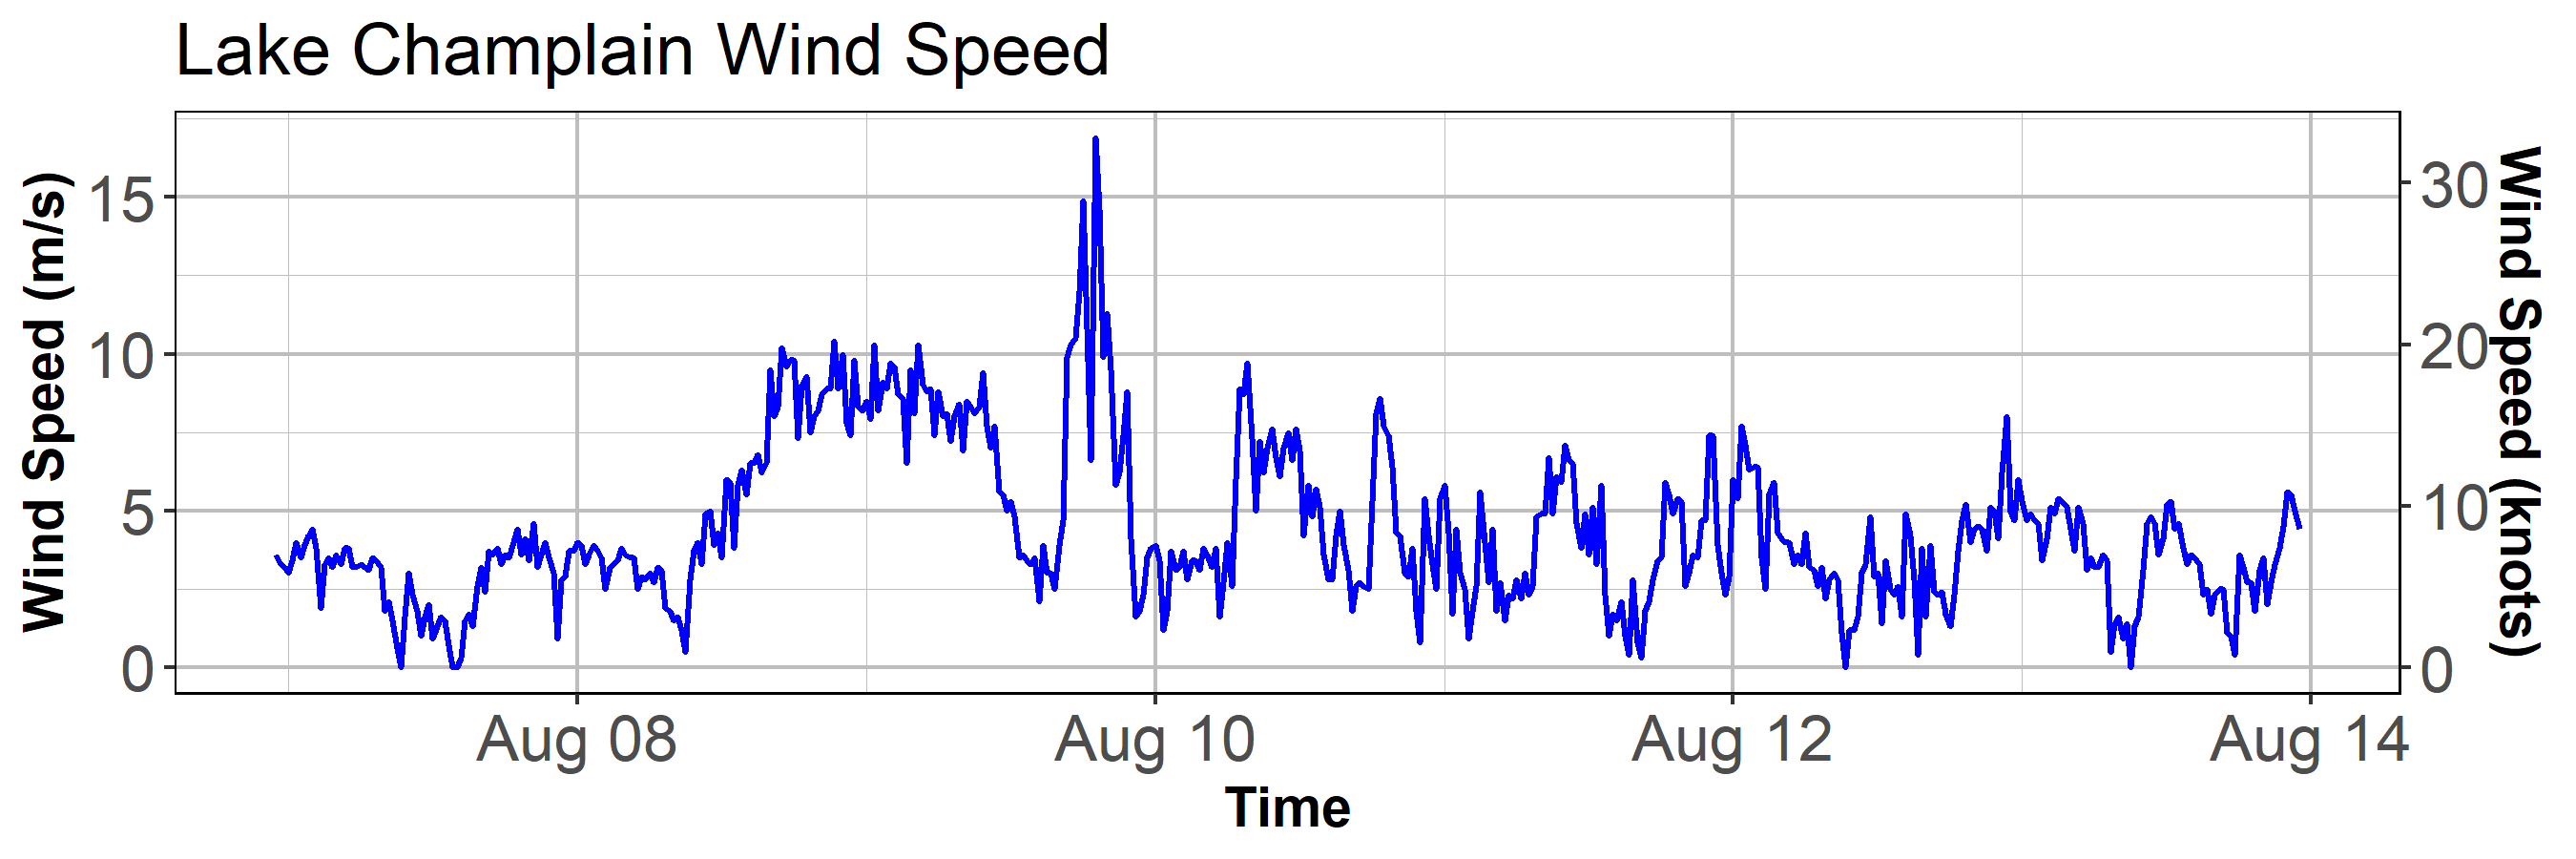 Lake Champlain Wind Speed
Wind Speed (m/s)
15
10
5
0
30
20
10
0
Wind Speed (knots)
Aug 08
Aug 10
Aug 12
Aug 14
Time